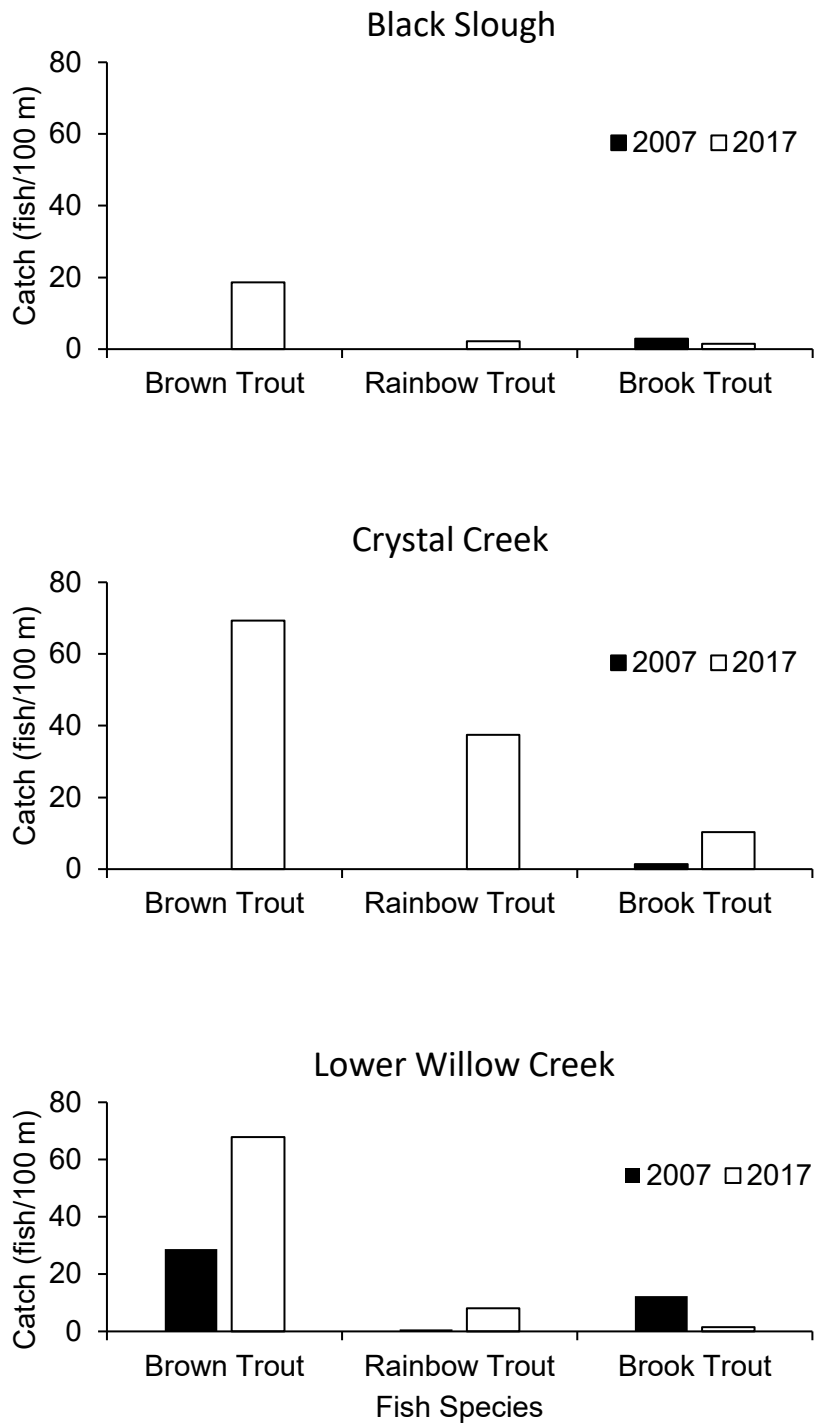 Black Slough
Catch (fish/100 m)
80
60
40
20
0
2007 2017
Brown Trout Rainbow Trout Brook Trout
Crystal Creek
Catch (fish/100 m)
80
60
40
20
0
2007 2017
Brown Trout Rainbow Trout Brook Trout
Lower Willow Creek
Catch (fish/100 m)
80
60
40
20
0
2007 2017
Brown Trout Rainbow Trout Brook Trout
Fish Species